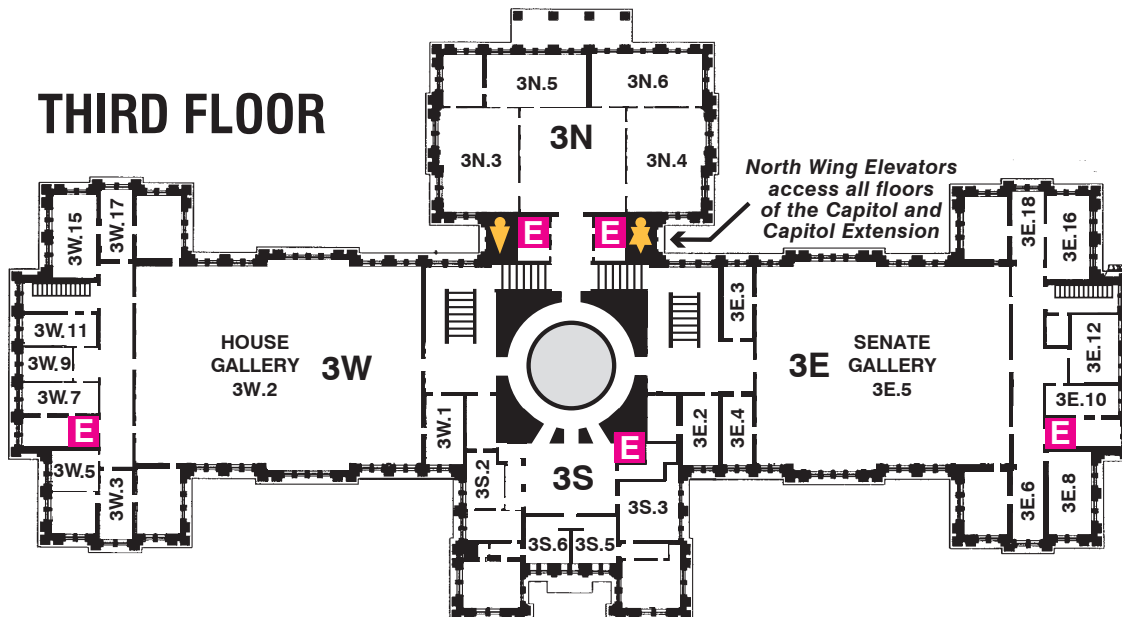 THIRD FLOOR
3N.5
3N.6
3N
3N.3
3N.4
North Wing Elevators
access all floors
of the Capitol and
Capitol Extension
E
E
3W.15
3W.17
3E.18
3E.16
3W.11
3W.9
3W.7
E
3W.5
3W.3
HOUSE
GALLERY
3W.2
3W
3W.1
3E.3
3E
SENATE
GALLERY
3E.5
3E.2
3E.4
3E.12
3E.10
E
3E.6
3E.8
E
3S
3S.2
3S.3
3S.6
3S.5